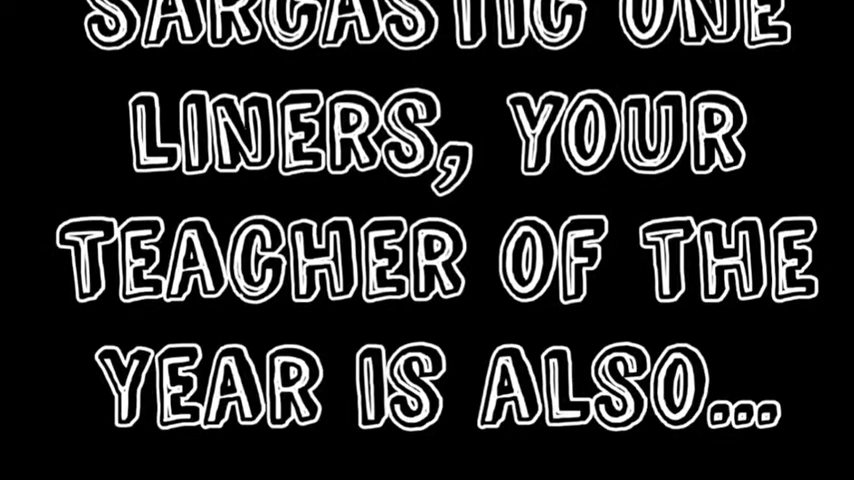 SARCASTIC ONE
LINERS, YOUR
TEACHER OF THE
YEAR IS ALSO...